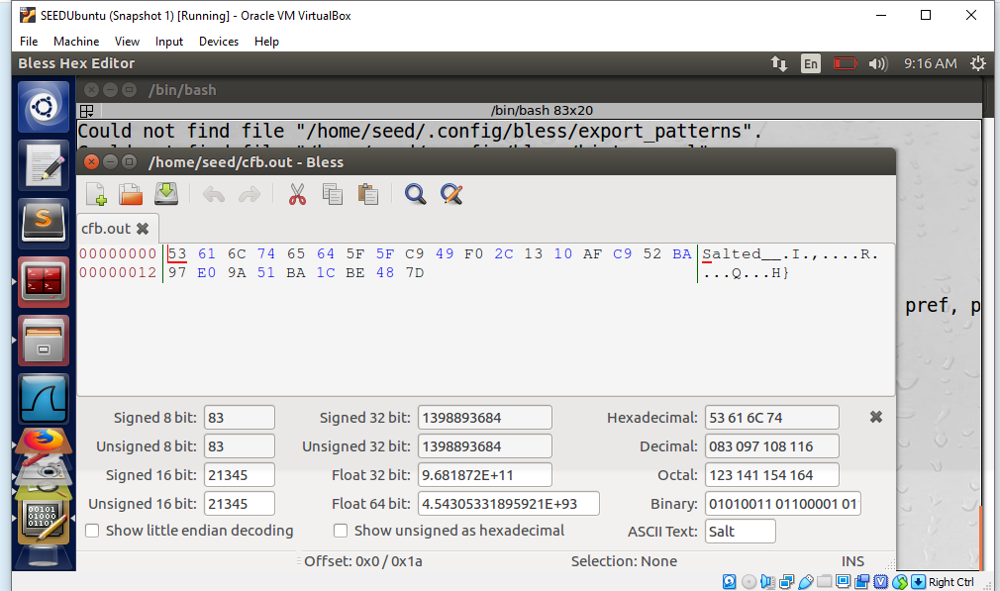 SEEDUbuntu (Snapshot 1) [Running] - Oracle VM VirtualBox
File Machine View Input Devices Help
Bless Hex Editor En 9:16 AM
/bin/bash
/bin/bash 83x20
Could not find file "/home/seed/.config/bless/export_patterns".
/home/seed/cfb.out - Bless
cfb.out
00000000 53 61 6C 74 65 64 5F 5F C9 49 F0 2C 13 10 AF C9 52 BA Salted__.I.,....R.
00000012 97 E0 9A 51 BA 1C BE 48 7D ...Q...H}
pref, p
Signed 8 bit: 83 Signed 32 bit: 1398893684 Hexadecimal: 53 61 6C 74
Unsigned 8 bit: 83 Unsigned 32 bit: 1398893684 Decimal: 083 097 108 116
Signed 16 bit: 21345 Float 32 bit: 9.681872E+11 Octal: 123 141 154 164
Unsigned 16 bit: 21345 Float 64 bit: 4.54305331895921E+93 Binary: 01010011 01100001 01
Show little endian decoding Show unsigned as hexadecimal ASCII Text: Salt
Offset: 0x0 / 0x1a Selection: None INS
Right Ctrl